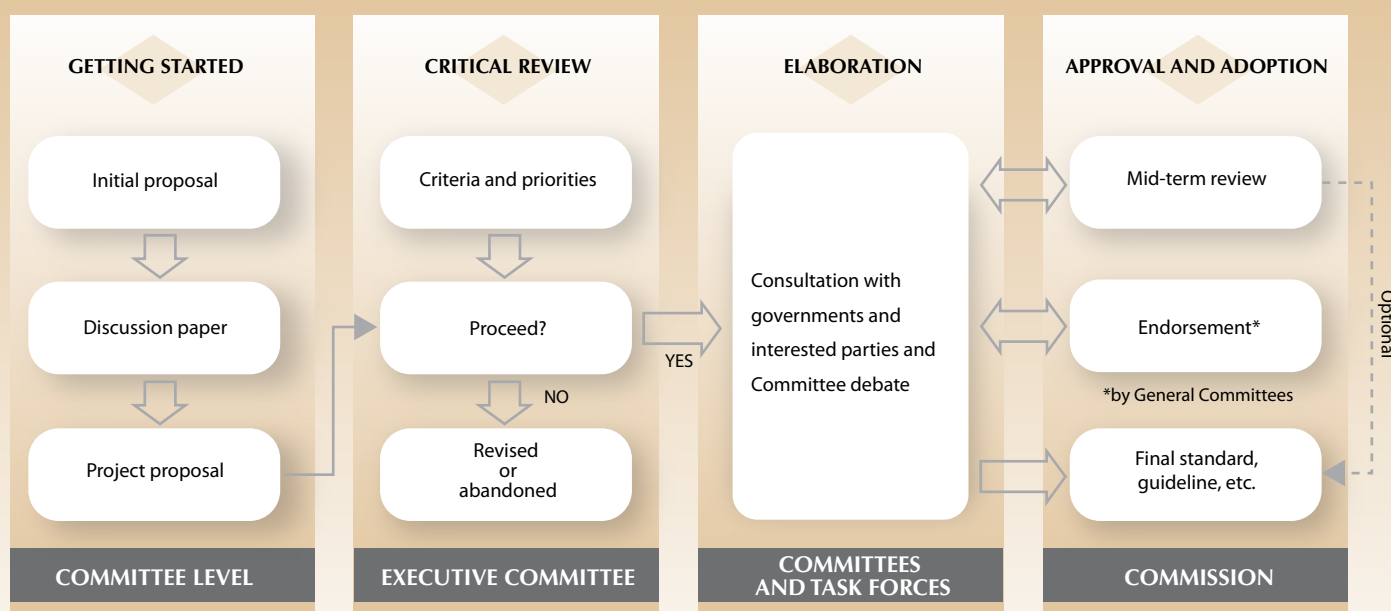 GETTING STARTED
Initial proposal
Discussion paper
Project proposal
COMMITTEE LEVEL
CRITICAL REVIEW
Criteria and priorities
Proceed?
YES
NO
Revised
or
abandoned
EXECUTIVE COMMITTEE
ELABORATION
Consultation with
governments and
interested parties and
Committee debate
COMMITTEES
AND TASK FORCES
APPROVAL AND ADOPTION
Mid-term review
Endorsement*
*by General Committees
Final standard,
guideline, etc.
Optional
COMMISSION